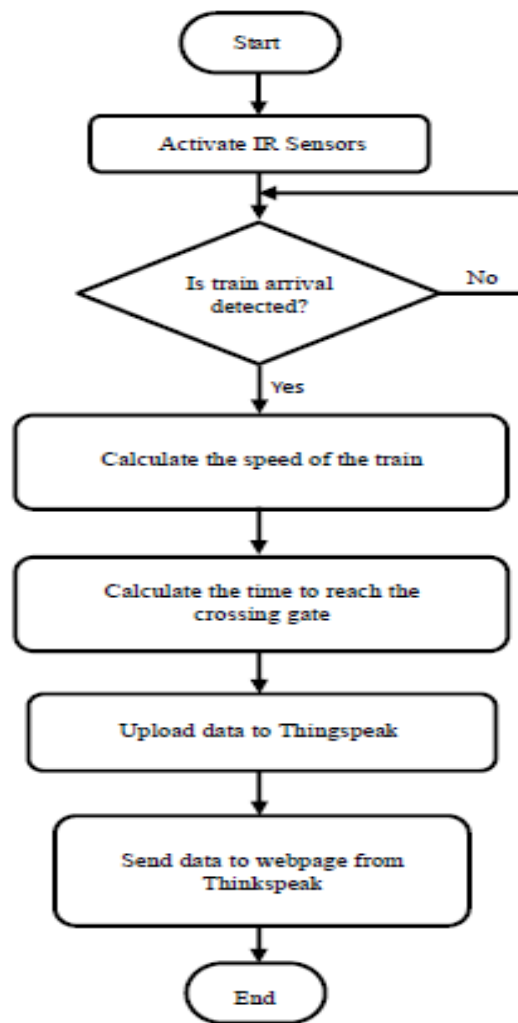 Start
Activate IR Sensors
Is train arrival
detected?
No
Yes
Calculate the speed of the train
Calculate the time to reach the
crossing gate
Upload data to Thingspeak
Send data to webpage from
Thinkspeak
End